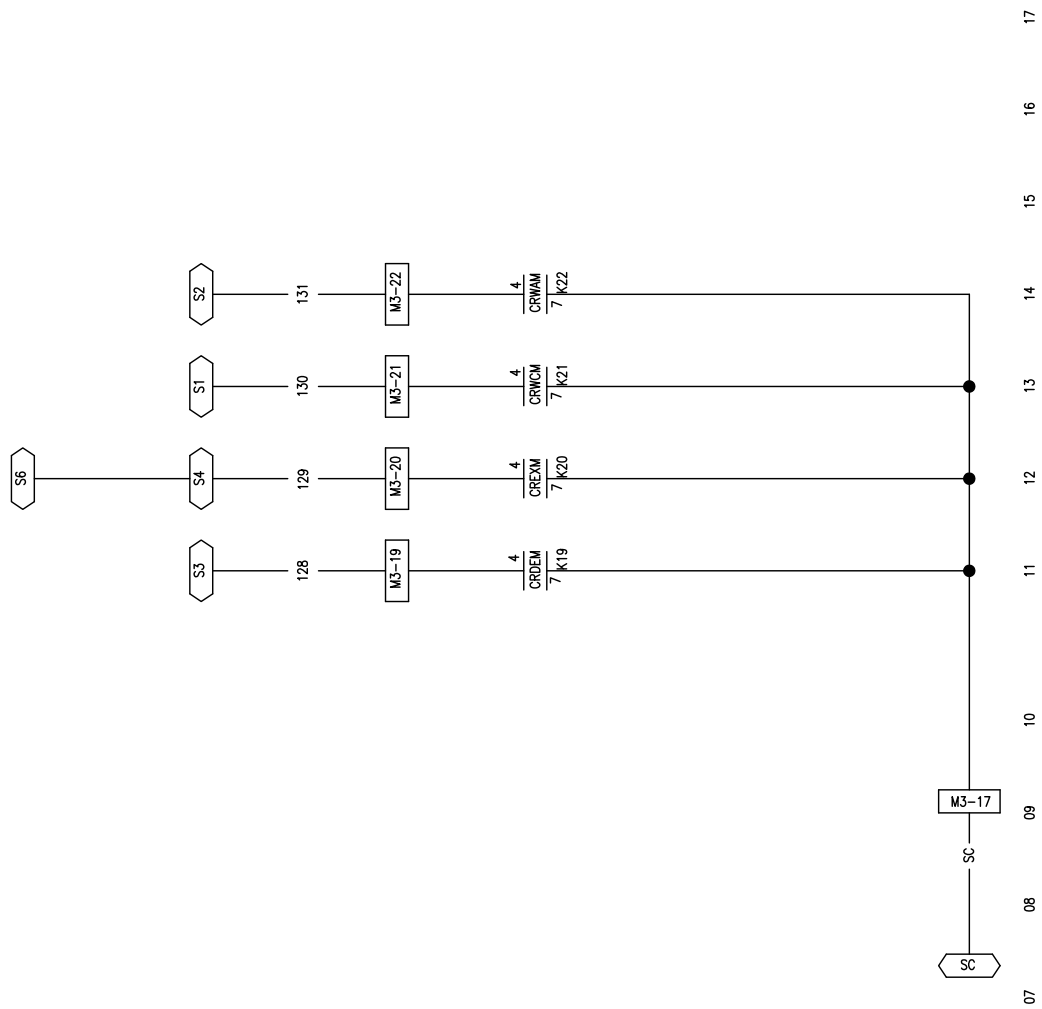 S6
S3
S4
S1
S2
128
129
130
131
M3-19
M3-20
M3-21
M3-22
4
CRDEM
7 K19
4
CREXM
7 K20
4
CRWCM
7 K21
4
CRWAM
7 K22
SC
SC
M3-17
07
08
09
10
11
12
13
14
15
16
17